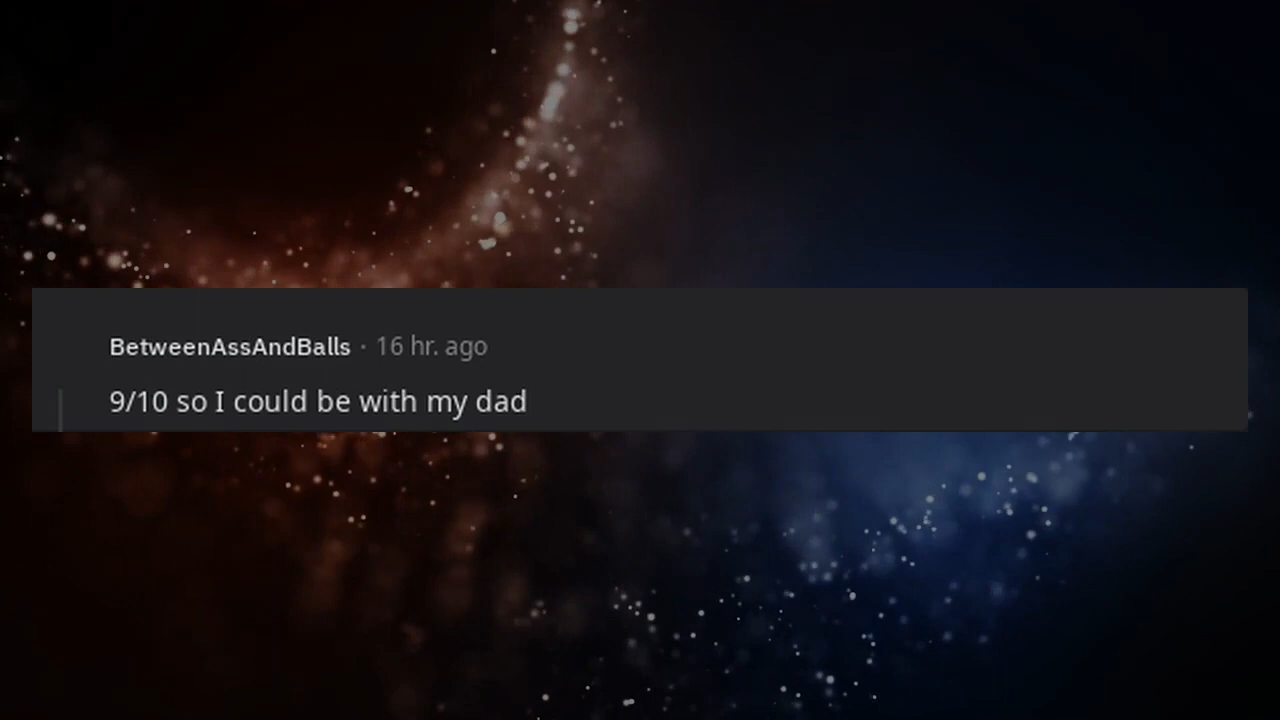 BetweenAssAndBalls · 16 hr. ago
9/10 so I could be with my dad